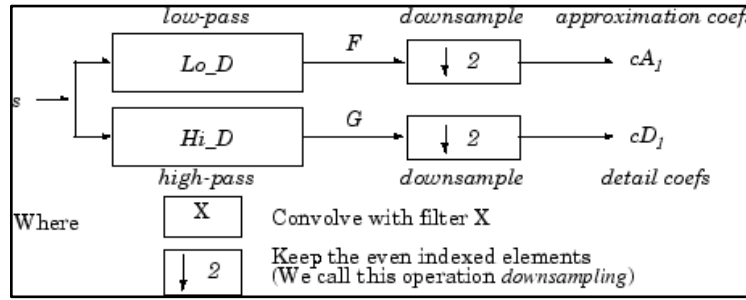 low-pass downsample approximation coefs
F
Lo_D ↓ 2 cA₁
s
G
Hi_D ↓ 2 cD₁
high-pass downsample detail coefs
Where X Convolve with filter X
↓ 2 Keep the even indexed elements
(We call this operation downsampling)